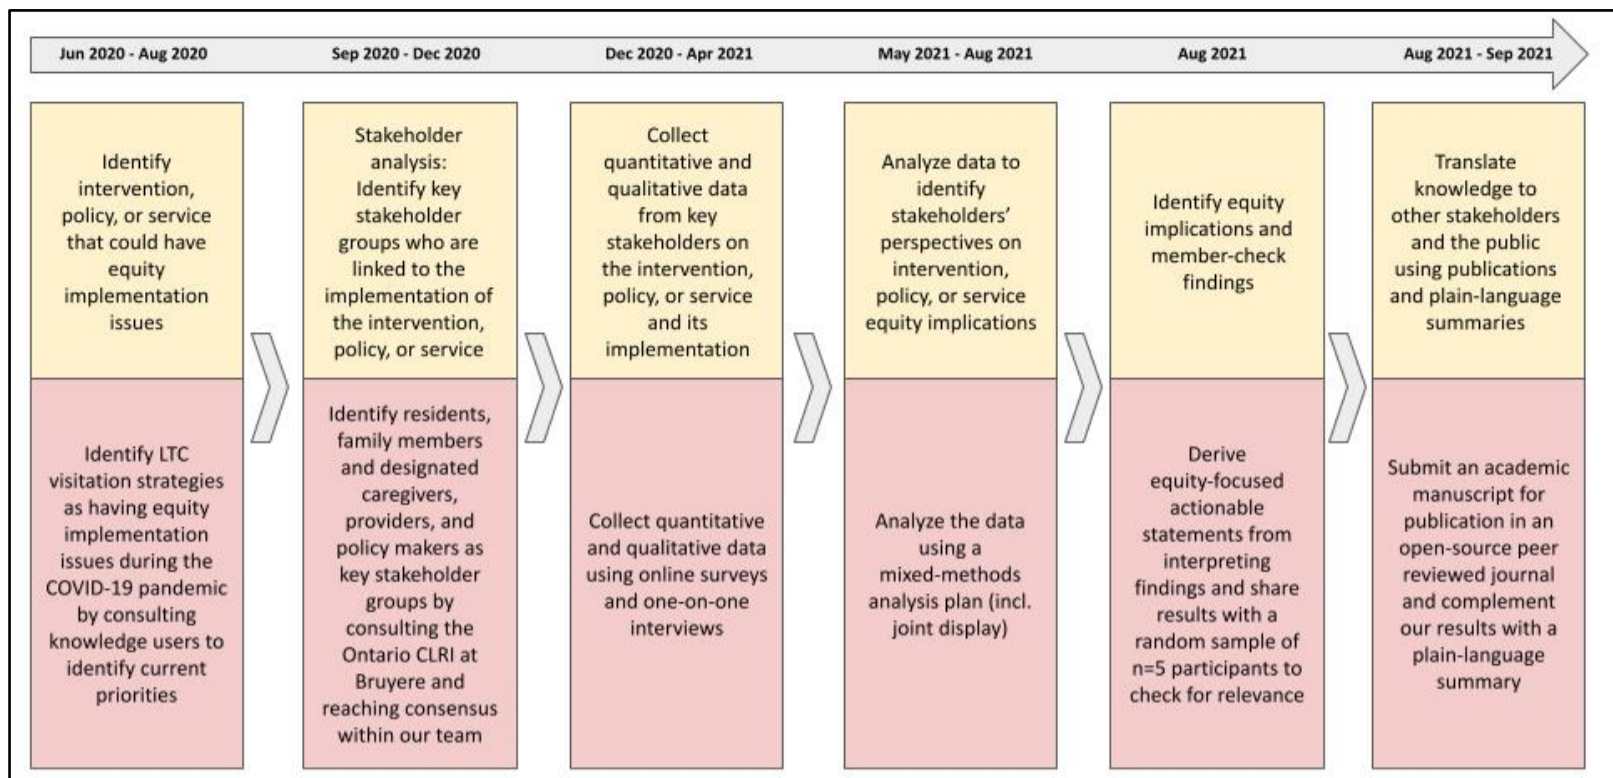 Jun 2020 - Aug 2020
Sep 2020 - Dec 2020
Dec 2020 - Apr 2021
May 2021 - Aug 2021
Aug 2021
Aug 2021 - Sep 2021
Identify
intervention,
policy, or service
that could have
equity
implementation
issues
Stakeholder
analysis:
Identify key
stakeholder
groups who are
linked to the
implementation of
the intervention,
policy, or service
Collect
quantitative and
qualitative data
from key
stakeholders on
the intervention,
policy, or service
and its
implementation
Analyze data to
identify
stakeholders’
perspectives on
intervention,
policy, or service
equity implications
Identify equity
implications and
member-check
findings
Translate
knowledge to
other stakeholders
and the public
using publications
and plain-language
summaries
Identify LTC
visitation strategies
as having equity
implementation
issues during the
COVID-19 pandemic
by consulting
knowledge users to
identify current
priorities
Identify residents,
family members
and designated
caregivers,
providers, and
policy makers as
key stakeholder
groups by
consulting the
Ontario CLRI at
Bruyere and
reaching consensus
within our team
Collect quantitative
and qualitative data
using online surveys
and one-on-one
interviews
Analyze the data
using a
mixed-methods
analysis plan (incl.
joint display)
Derive
equity-focused
actionable
statements from
interpreting
findings and share
results with a
random sample of
n=5 participants to
check for relevance
Submit an academic
manuscript for
publication in an
open-source peer
reviewed journal
and complement
our results with a
plain-language
summary